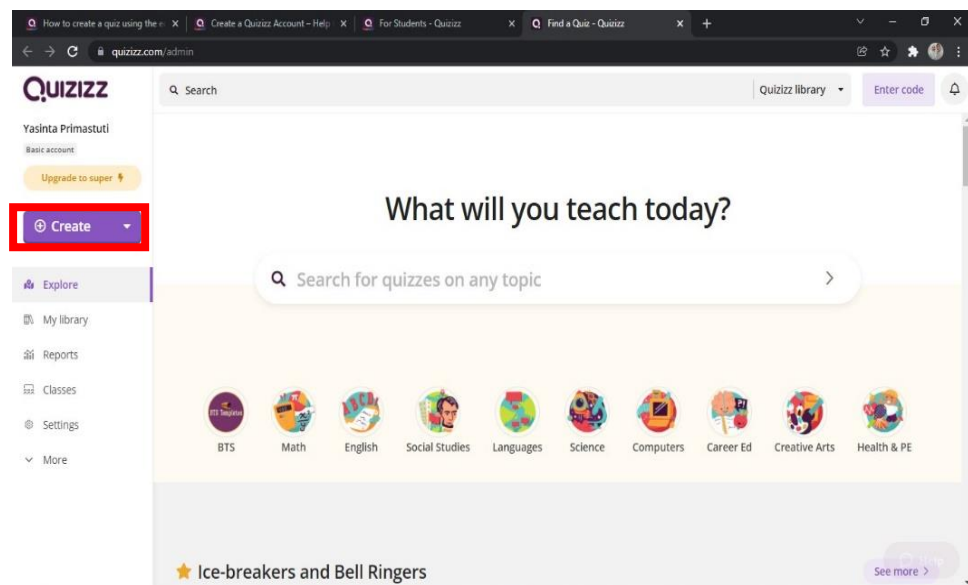 How to create a quiz using the e
Create a Quizizz Account – Help
For Students - Quizizz
Find a Quiz - Quizizz
quizizz.com/admin
QUIZIZZ
Search
Quizizz library
Enter code
Yasinta Primastuti
Basic account
Upgrade to super
Create
What will you teach today?
Search for quizzes on any topic
Explore
My library
Reports
Classes
Settings
More
BTS Templates
BTS
Math
English
Social Studies
Languages
Science
Computers
Career Ed
Creative Arts
Health & PE
Ice-breakers and Bell Ringers
See more